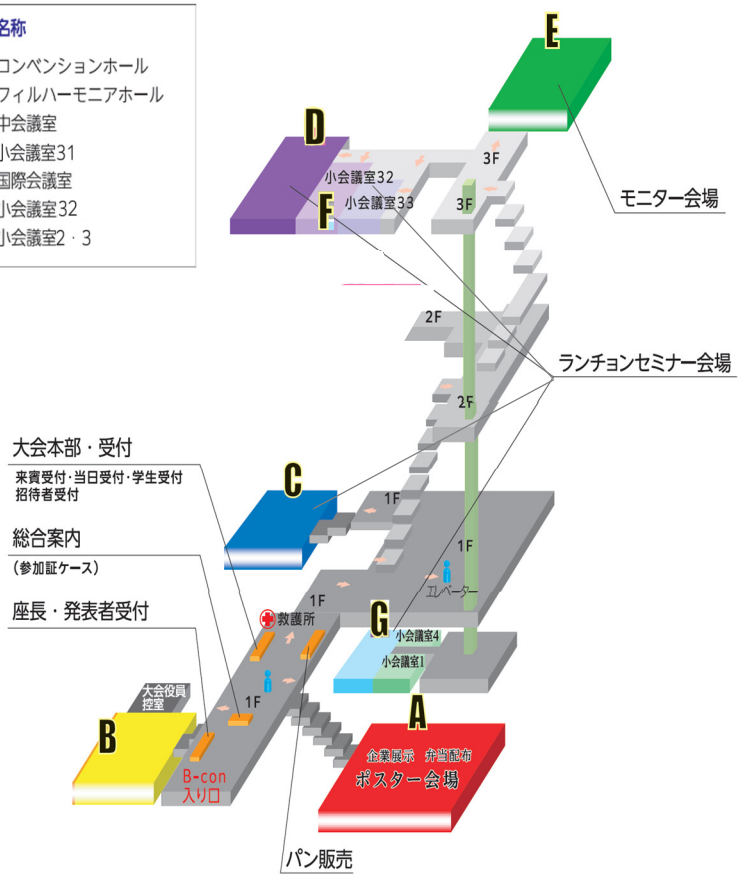 名称
コンベンションホール
フィルハーモニアホール
中会議室
小会議室31
国際会議室
小会議室32
小会議室2・3
E
D
3F
小会議室32
小会議室33
3F
F
モニター会場
2F
ランチョンセミナー会場
2F
大会本部・受付
来賓受付・当日受付・学生受付
招待者受付
C
1F
総合案内
(参加証ケース)
1F
エレベーター
座長・発表者受付
1F
救護所
G
小会議室4
小会議室1
大会役員
控室
1F
A
B
企業展示 弁当配布
ポスター会場
B-con
入り口
パン販売